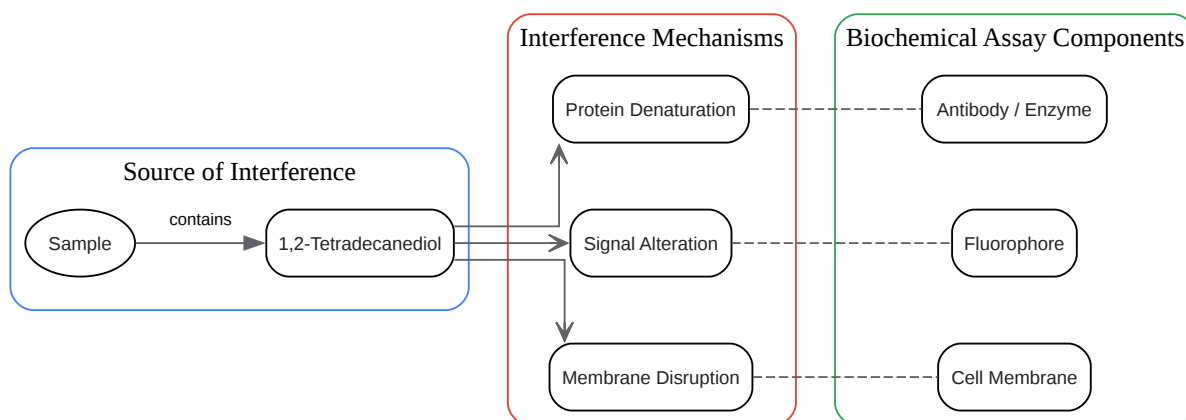 Interference Mechanisms
Biochemical Assay Components
Protein Denaturation
Antibody / Enzyme
Source of Interference
contains
Sample
1,2-Tetradecanediol
Signal Alteration
Fluorophore
Membrane Disruption
Cell Membrane